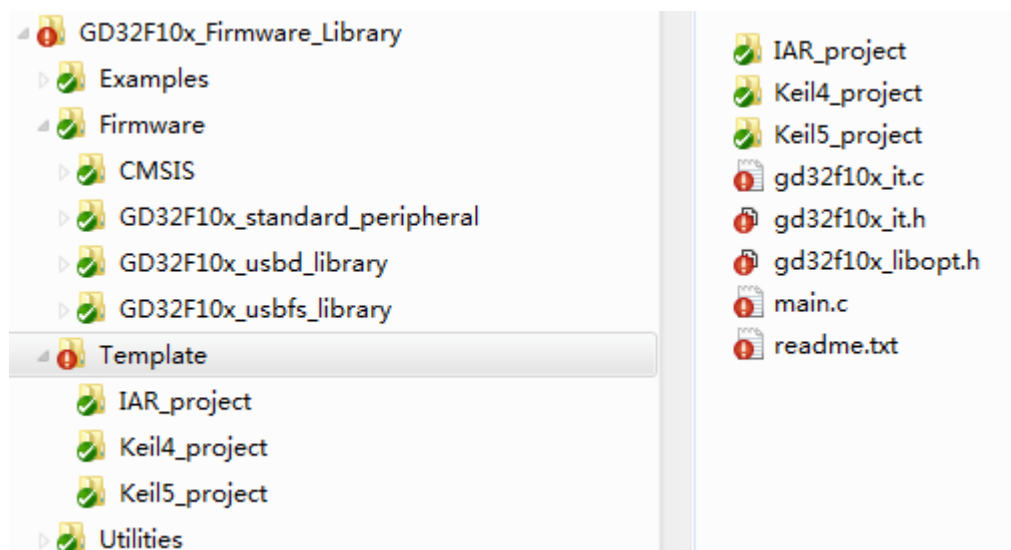 GD32F10x_Firmware_Library
Examples
Firmware
CMSIS
GD32F10x_standard_peripheral
GD32F10x_usbd_library
GD32F10x_usbfs_library
Template
IAR_project
Keil4_project
Keil5_project
Utilities
IAR_project
Keil4_project
Keil5_project
gd32f10x_it.c
gd32f10x_it.h
gd32f10x_libopt.h
main.c
readme.txt